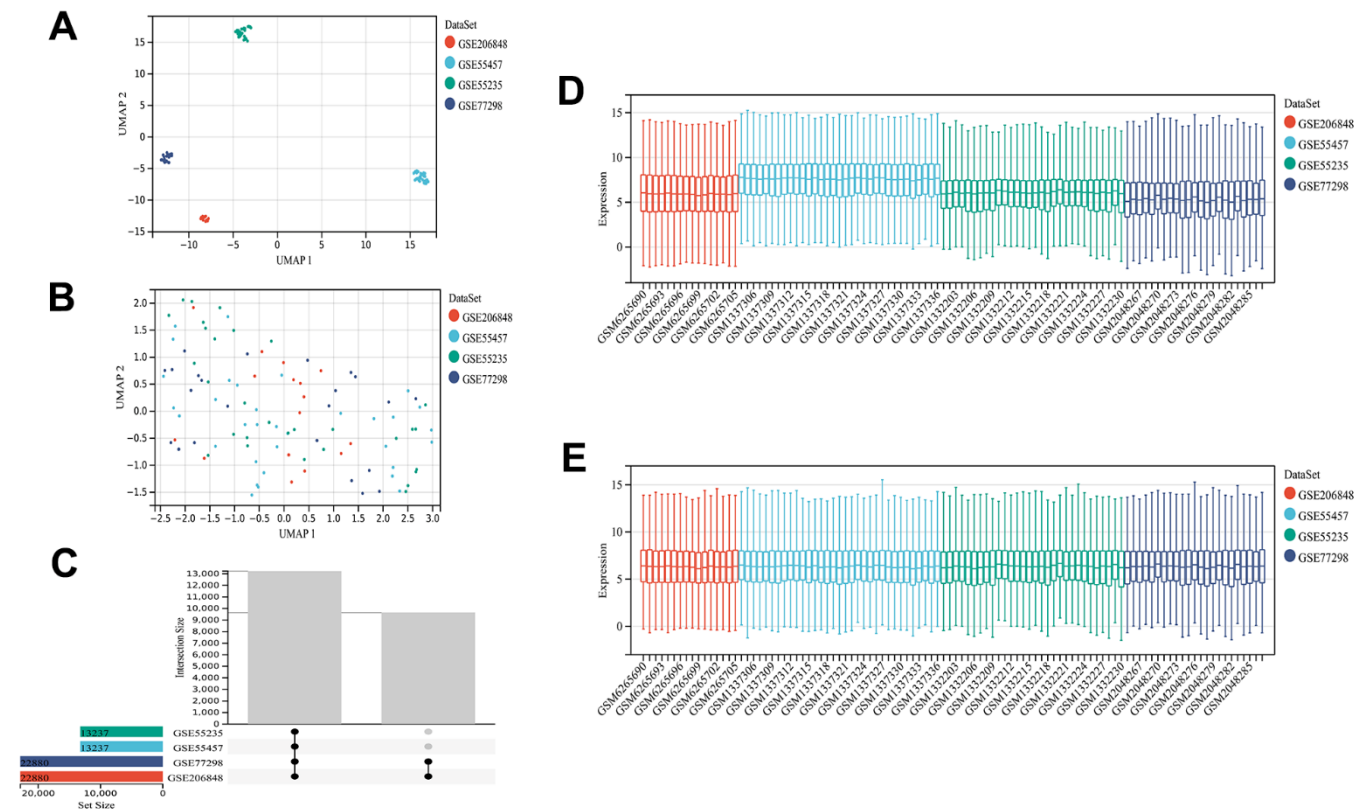 A
UMAP 2
15
10
5
0
−5
−10
−15
−10
−5
0
5
10
15
UMAP 1
DataSet
GSE206848
GSE55457
GSE55235
GSE77298
B
UMAP 2
2.0
1.5
1.0
0.5
0.0
−0.5
−1.0
−1.5
−2.5
−2.0
−1.5
−1.0
−0.5
0.0
0.5
1.0
1.5
2.0
2.5
3.0
UMAP 1
DataSet
GSE206848
GSE55457
GSE55235
GSE77298
C
Intersection Size
13,000
12,000
11,000
10,000
9,000
8,000
7,000
6,000
5,000
4,000
3,000
2,000
1,000
0
13237 GSE55235
13237 GSE55457
22880 GSE77298
22880 GSE206848
20,000 10,000 0
Set Size
D
Expression
15
10
5
0
GSM6265690
GSM6265693
GSM6265696
GSM6265699
GSM6265702
GSM6265705
GSM1337306
GSM1337309
GSM1337312
GSM1337315
GSM1337318
GSM1337321
GSM1337324
GSM1337327
GSM1337330
GSM1337333
GSM1337336
GSM1332203
GSM1332206
GSM1332209
GSM1332212
GSM1332215
GSM1332218
GSM1332221
GSM1332224
GSM1332227
GSM1332230
GSM2048267
GSM2048270
GSM2048273
GSM2048276
GSM2048279
GSM2048282
GSM2048285
DataSet
GSE206848
GSE55457
GSE55235
GSE77298
E
Expression
15
10
5
0
GSM6265690
GSM6265693
GSM6265696
GSM6265699
GSM6265702
GSM6265705
GSM1337306
GSM1337309
GSM1337312
GSM1337315
GSM1337318
GSM1337321
GSM1337324
GSM1337327
GSM1337330
GSM1337333
GSM1337336
GSM1332203
GSM1332206
GSM1332209
GSM1332212
GSM1332215
GSM1332218
GSM1332221
GSM1332224
GSM1332227
GSM1332230
GSM2048267
GSM2048270
GSM2048273
GSM2048276
GSM2048279
GSM2048282
GSM2048285
DataSet
GSE206848
GSE55457
GSE55235
GSE77298